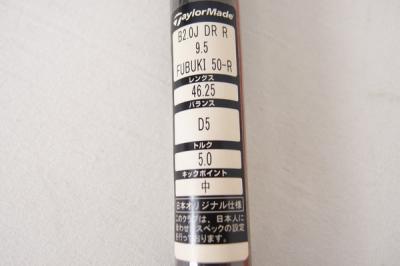 TaylorMade
B2.0J DR R
9.5
FUBUKI 50-R
レングス
46.25
バランス
D5
トルク
5.0
キックポイント
中
日本オリジナル仕様
このクラブは、日本人に
合わせたスペックの設定
を行っております。